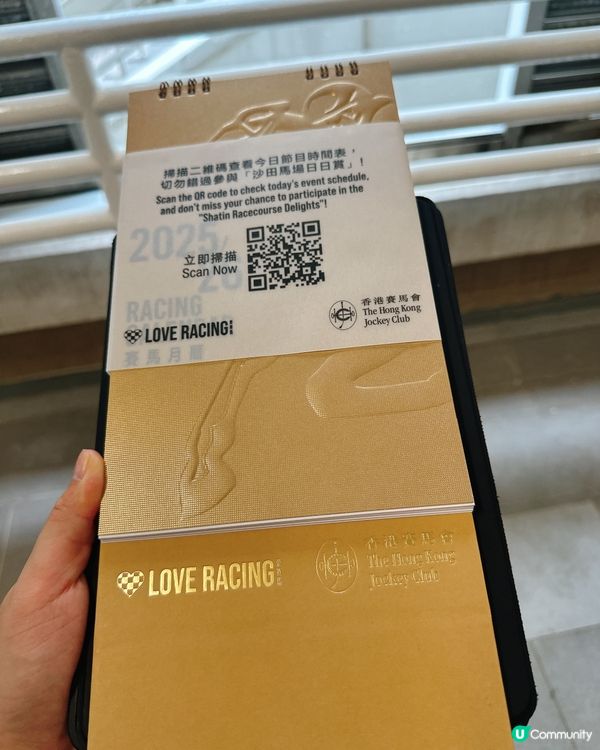 掃描二維碼查看今日節目時間表，
切勿錯過參與「沙田馬場日日賞」！
Scan the QR code to check today's event schedule,
and don't miss your chance to participate in the
"Shatin Racecourse Delights"!
2025/
26
立即掃描
Scan Now
RACING
賽馬月曆
LOVE RACING
香港賽馬會
The Hong Kong
Jockey Club
LOVE RACING
香港賽馬會
The Hong Kong
Jockey Club
U Community